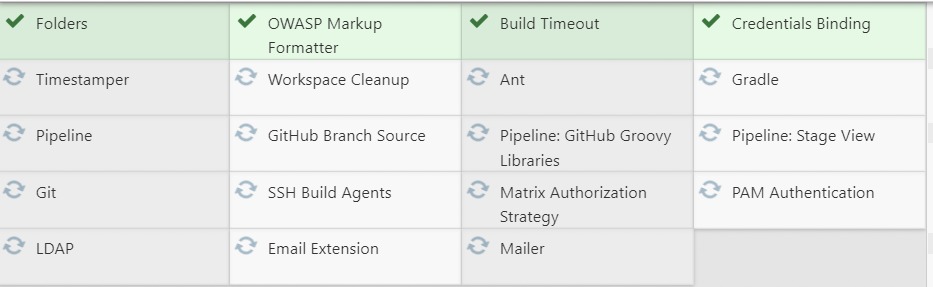 Folders
OWASP Markup
Formatter
Build Timeout
Credentials Binding
Timestamper
Workspace Cleanup
Ant
Gradle
Pipeline
GitHub Branch Source
Pipeline: GitHub Groovy
Libraries
Pipeline: Stage View
Git
SSH Build Agents
Matrix Authorization
Strategy
PAM Authentication
LDAP
Email Extension
Mailer